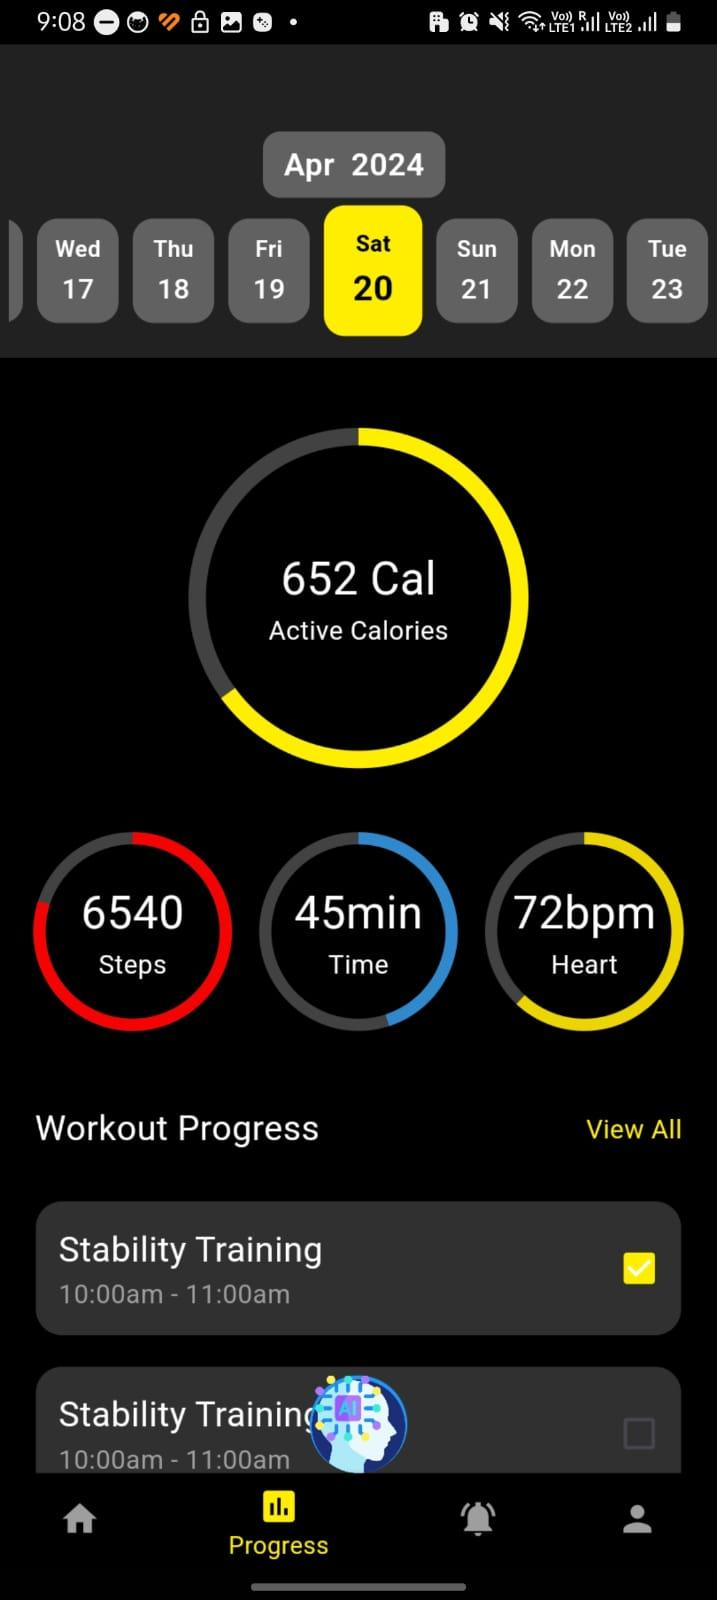 9:08 Vo)) R Vo))
LTE1 LTE2
Apr 2024
Wed Thu Fri Sat Sun Mon Tue
17 18 19 20 21 22 23
652 Cal
Active Calories
6540 45min 72bpm
Steps Time Heart
Workout Progress View All
Stability Training
10:00am - 11:00am
Stability Training AI
10:00am - 11:00am
Progress